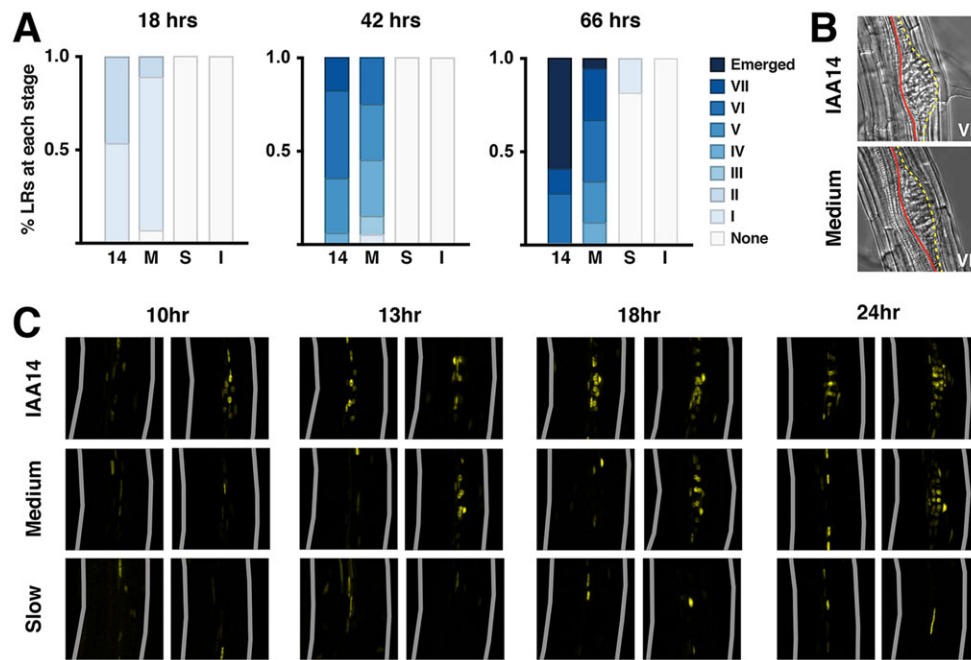 A
18 hrs
42 hrs
66 hrs
B
% LRs at each stage
1.0
0.5
14 M S I
1.0
0.5
14 M S I
1.0
0.5
14 M S I
Emerged
VII
VI
V
IV
III
II
I
None
IAA14
Medium
C
10hr
13hr
18hr
24hr
IAA14
Medium
Slow